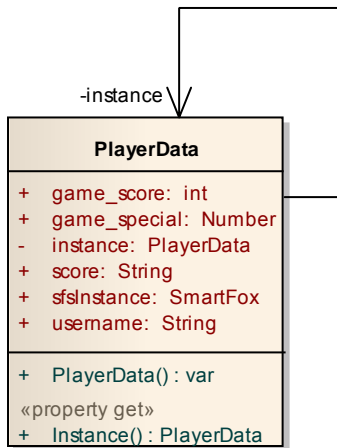 -instance
PlayerData
+ game_score: int
+ game_special: Number
- instance: PlayerData
+ score: String
+ sfsInstance: SmartFox
+ username: String
+ PlayerData() : var
«property get»
+ Instance() : PlayerData